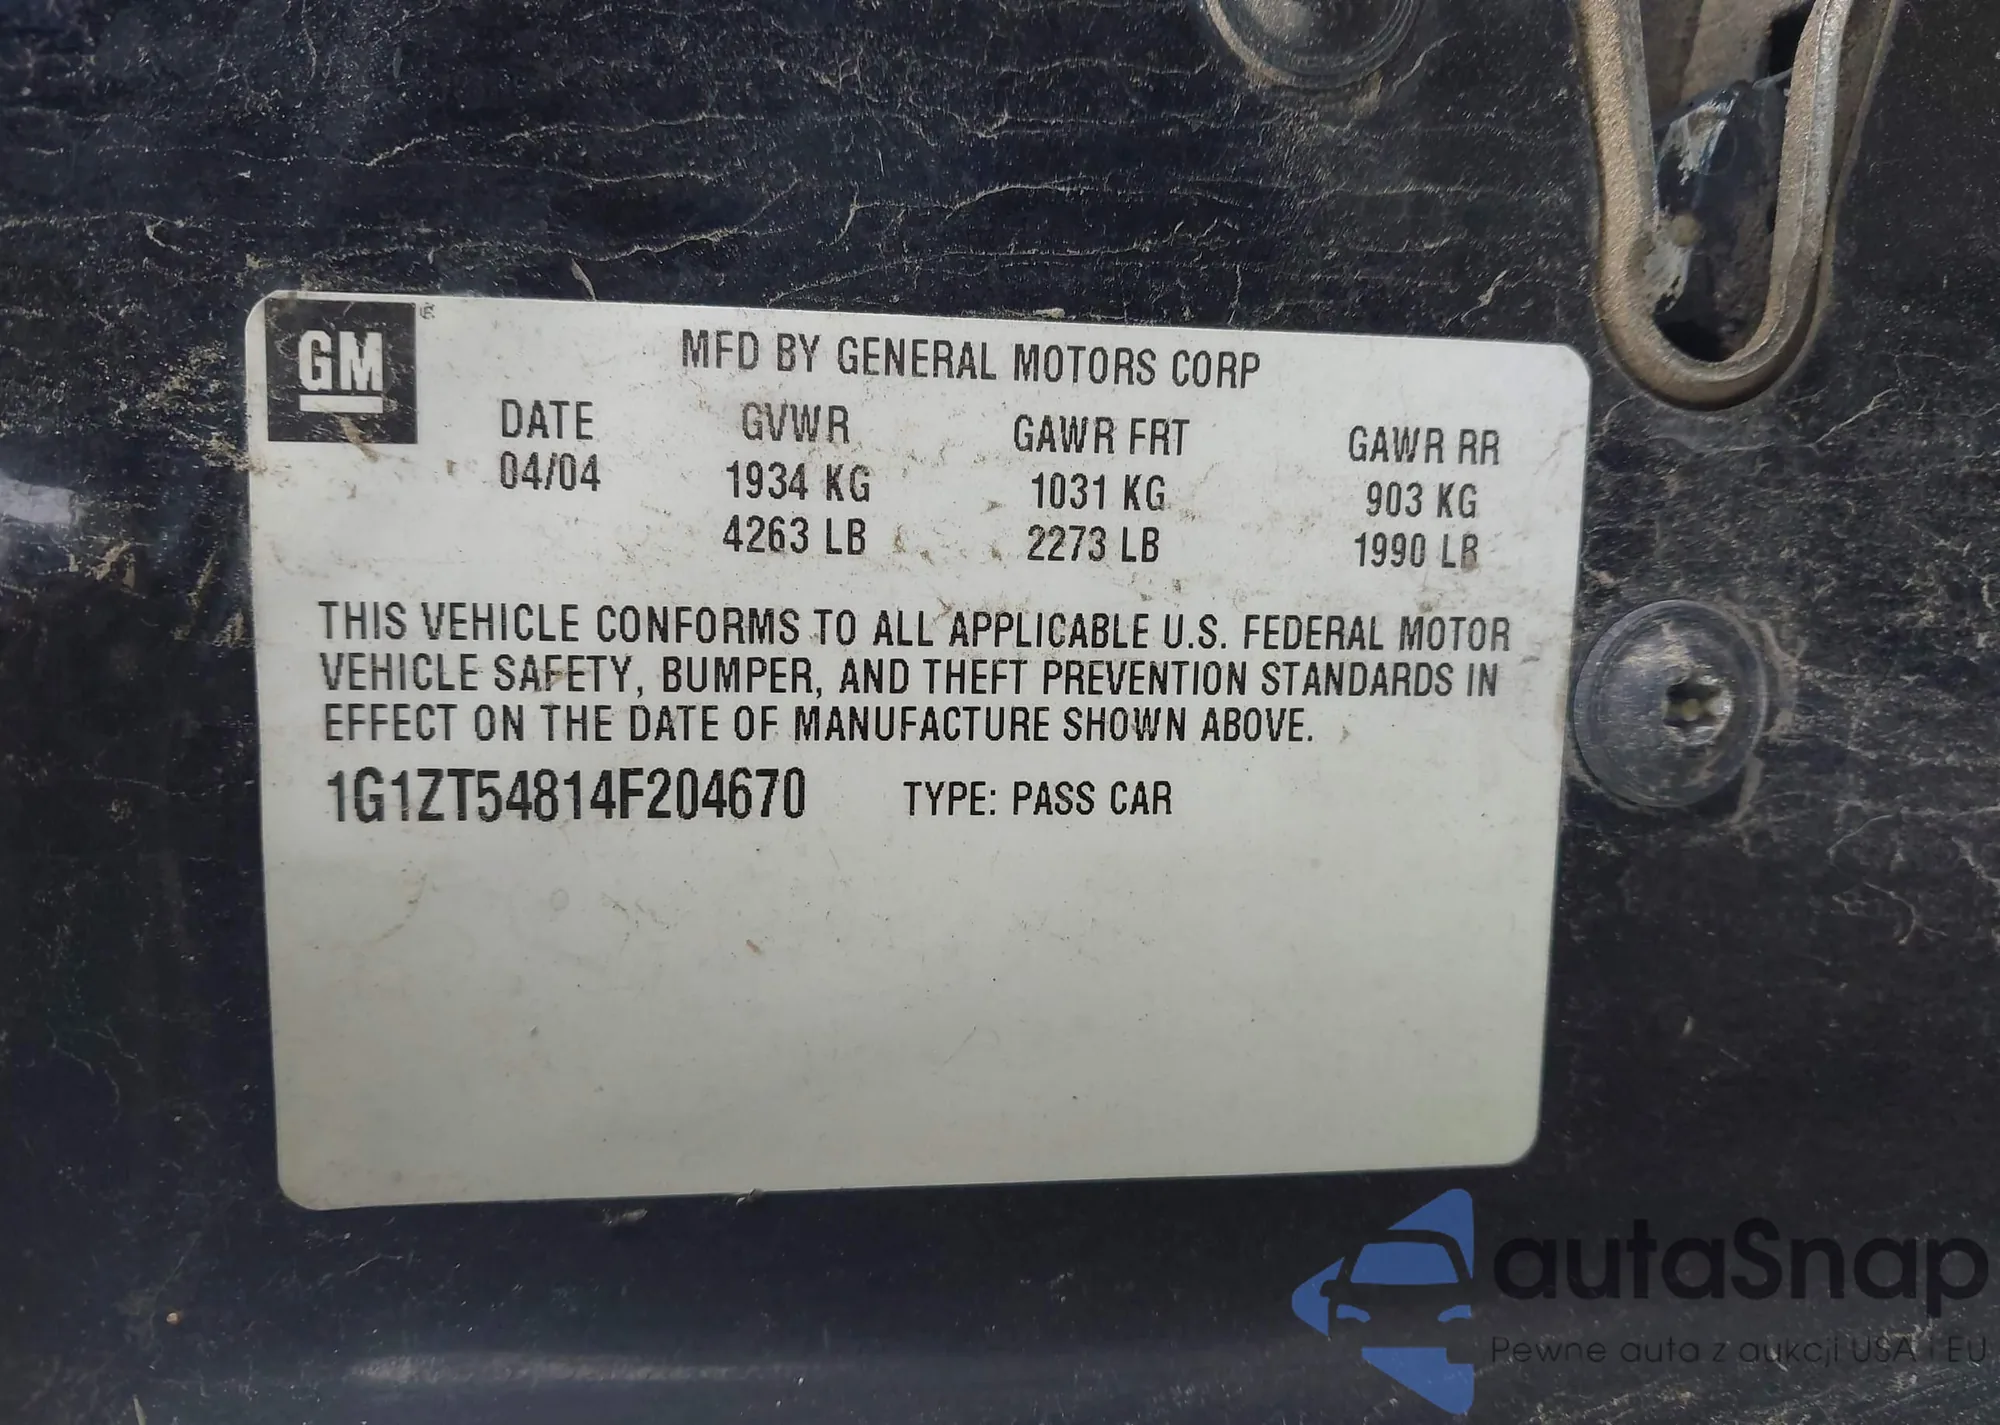 GM
MFD BY GENERAL MOTORS CORP
DATE GVWR GAWR FRT GAWR RR
04/04 1934 KG 1031 KG 903 KG
4263 LB 2273 LB 1990 LB
THIS VEHICLE CONFORMS TO ALL APPLICABLE U.S. FEDERAL MOTOR
VEHICLE SAFETY, BUMPER, AND THEFT PREVENTION STANDARDS IN
EFFECT ON THE DATE OF MANUFACTURE SHOWN ABOVE.
1G1ZT54814F204670 TYPE: PASS CAR
autaSnap
Pewne auta z aukcji USA i EU